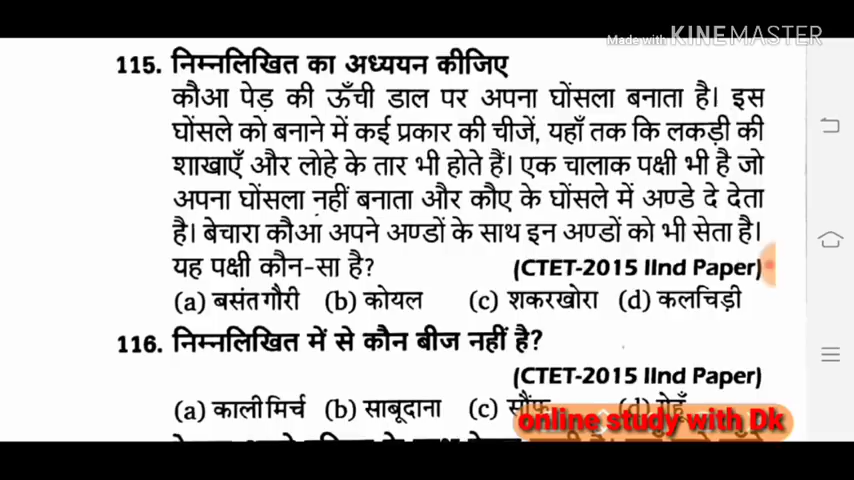 Made with KINEMASTER
115. निम्नलिखित का अध्ययन कीजिए
कौआ पेड़ की ऊँची डाल पर अपना घोंसला बनाता है। इस
घोंसले को बनाने में कई प्रकार की चीजें, यहाँ तक कि लकड़ी की
शाखाएँ और लोहे के तार भी होते हैं। एक चालाक पक्षी भी है जो
अपना घोंसला नहीं बनाता और कौए के घोंसले में अण्डे दे देता
है। बेचारा कौआ अपने अण्डों के साथ इन अण्डों को भी सेता है।
यह पक्षी कौन-सा है? (CTET-2015 IInd Paper)
(a) बसंतगौरी (b) कोयल (c) शकरखोरा (d) कलचिड़ी
116. निम्नलिखित में से कौन बीज नहीं है?
(CTET-2015 IInd Paper)
(a) काली मिर्च (b) साबूदाना (c) सौंफ (d) गेहूँ
online study with Dk